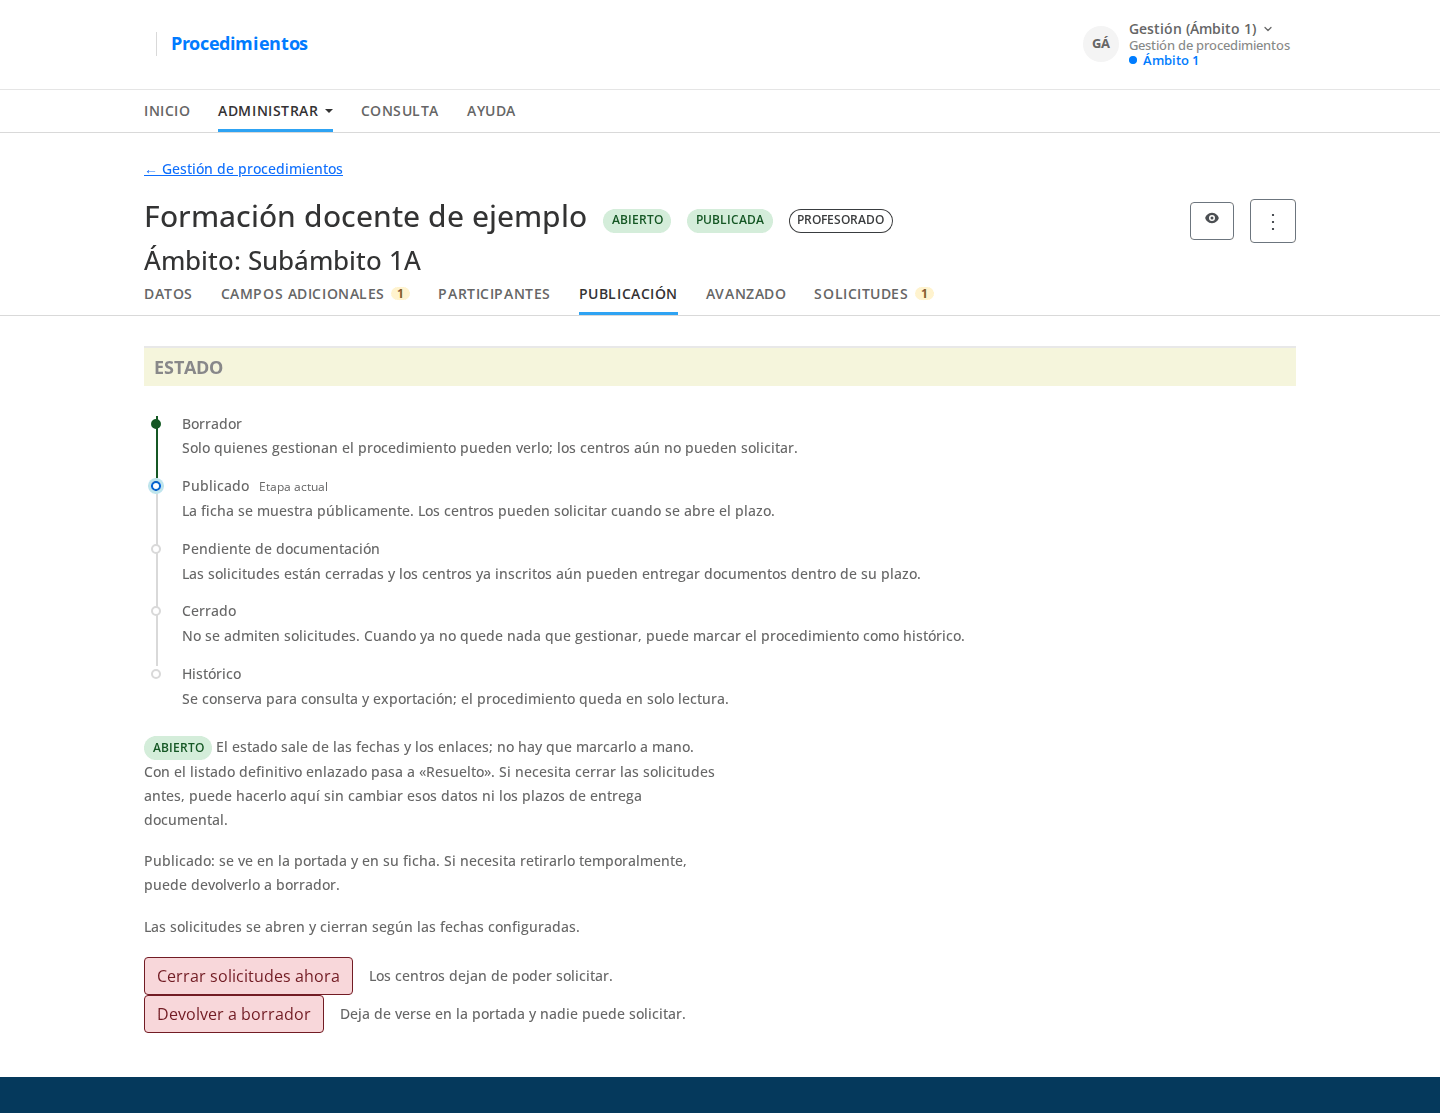 Procedimientos
GÁ
Gestión (Ámbito 1)
Gestión de procedimientos
Ámbito 1
INICIO
ADMINISTRAR
CONSULTA
AYUDA
← Gestión de procedimientos
Formación docente de ejemplo
ABIERTO
PUBLICADA
PROFESORADO
Ámbito: Subámbito 1A
DATOS
CAMPOS ADICIONALES 1
PARTICIPANTES
PUBLICACIÓN
AVANZADO
SOLICITUDES 1
ESTADO
Borrador
Solo quienes gestionan el procedimiento pueden verlo; los centros aún no pueden solicitar.
Publicado Etapa actual
La ficha se muestra públicamente. Los centros pueden solicitar cuando se abre el plazo.
Pendiente de documentación
Las solicitudes están cerradas y los centros ya inscritos aún pueden entregar documentos dentro de su plazo.
Cerrado
No se admiten solicitudes. Cuando ya no quede nada que gestionar, puede marcar el procedimiento como histórico.
Histórico
Se conserva para consulta y exportación; el procedimiento queda en solo lectura.
ABIERTO El estado sale de las fechas y los enlaces; no hay que marcarlo a mano.
Con el listado definitivo enlazado pasa a «Resuelto». Si necesita cerrar las solicitudes
antes, puede hacerlo aquí sin cambiar esos datos ni los plazos de entrega
documental.
Publicado: se ve en la portada y en su ficha. Si necesita retirarlo temporalmente,
puede devolverlo a borrador.
Las solicitudes se abren y cierran según las fechas configuradas.
Cerrar solicitudes ahora
Los centros dejan de poder solicitar.
Devolver a borrador
Deja de verse en la portada y nadie puede solicitar.